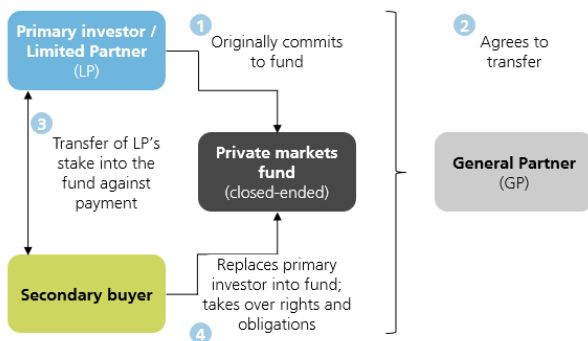 Primary investor /
Limited Partner
(LP)
1
Originally commits
to fund
2
Agrees to
transfer
3
Transfer of LP's
stake into the
fund against
payment
Private markets
fund
(closed-ended)
General Partner
(GP)
Secondary buyer
Replaces primary
investor into fund;
takes over rights and
obligations
4